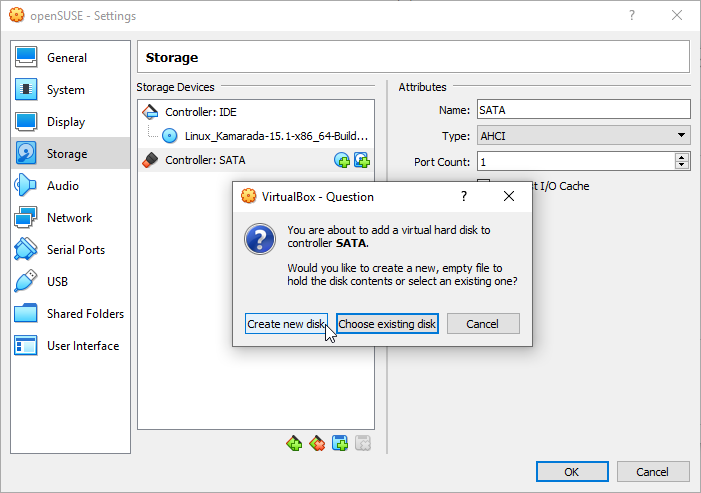 openSUSE - Settings
?
General
System
Display
Storage
Audio
Network
Serial Ports
USB
Shared Folders
User Interface
Storage
Storage Devices
Controller: IDE
Linux_Kamarada-15.1-x86_64-Build...
Controller: SATA
Attributes
Name: SATA
Type: AHCI
Port Count: 1
I/O Cache
VirtualBox - Question
?
You are about to add a virtual hard disk to
controller SATA.
Would you like to create a new, empty file to
hold the disk contents or select an existing one?
Create new disk
Choose existing disk
Cancel
OK
Cancel